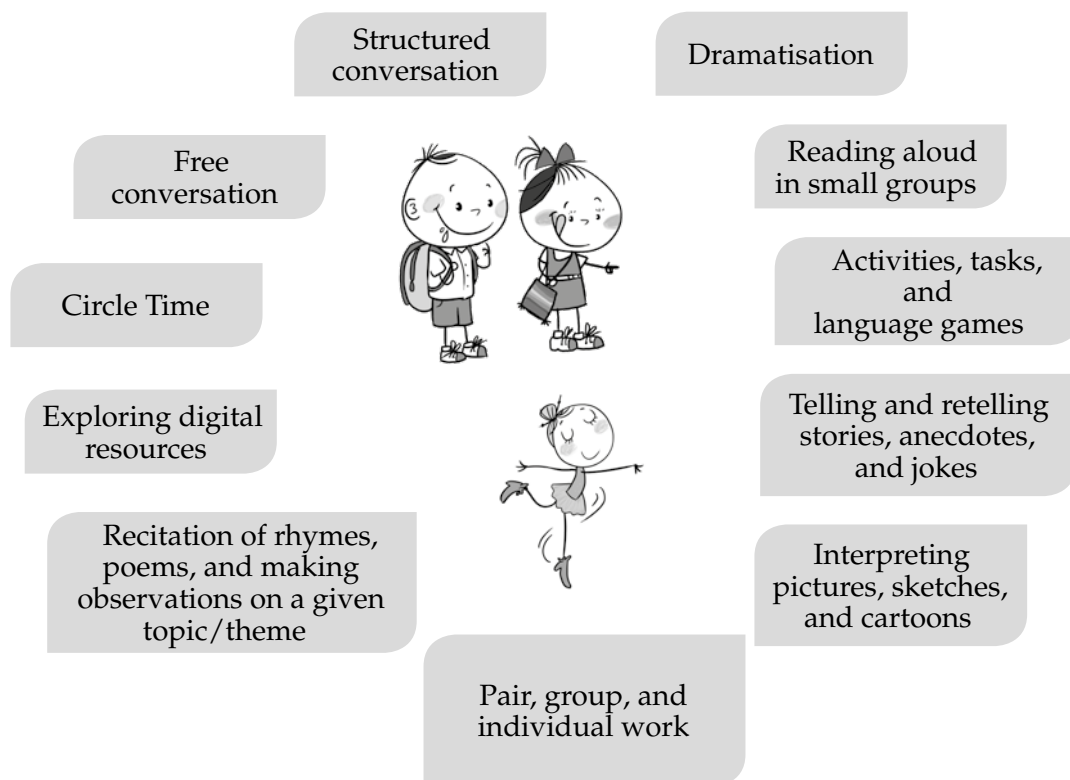 Structured
conversation
Dramatisation
Free
conversation
Reading aloud
in small groups
Circle Time
Activities, tasks,
and
language games
Exploring digital
resources
Telling and retelling
stories, anecdotes,
and jokes
Recitation of rhymes,
poems, and making
observations on a given
topic/theme
Interpreting
pictures, sketches,
and cartoons
Pair, group, and
individual work